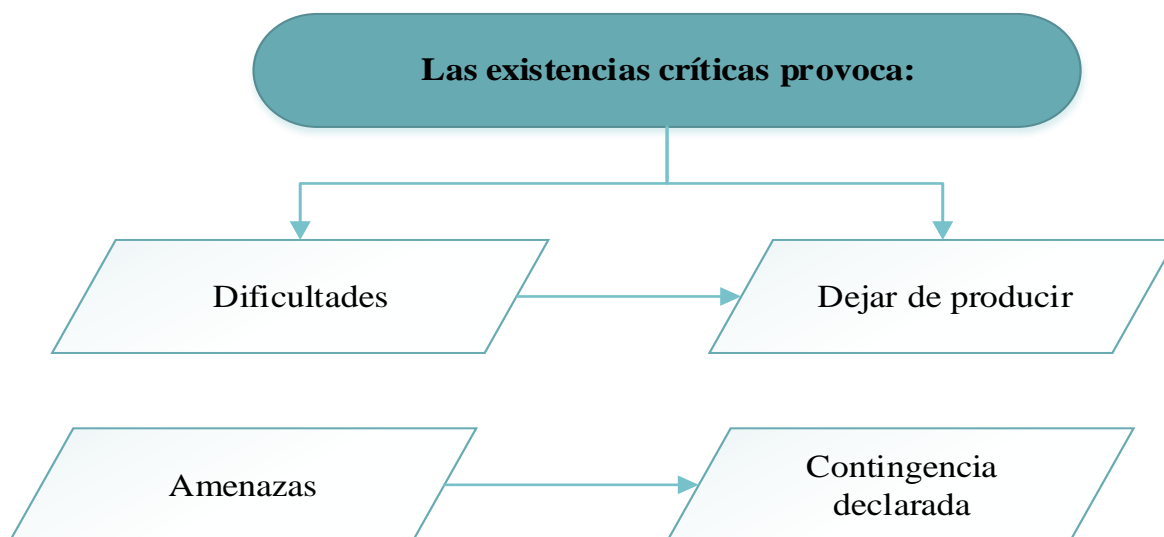 Las existencias críticas provoca:
Dificultades
Dejar de producir
Amenazas
Contingencia
declarada